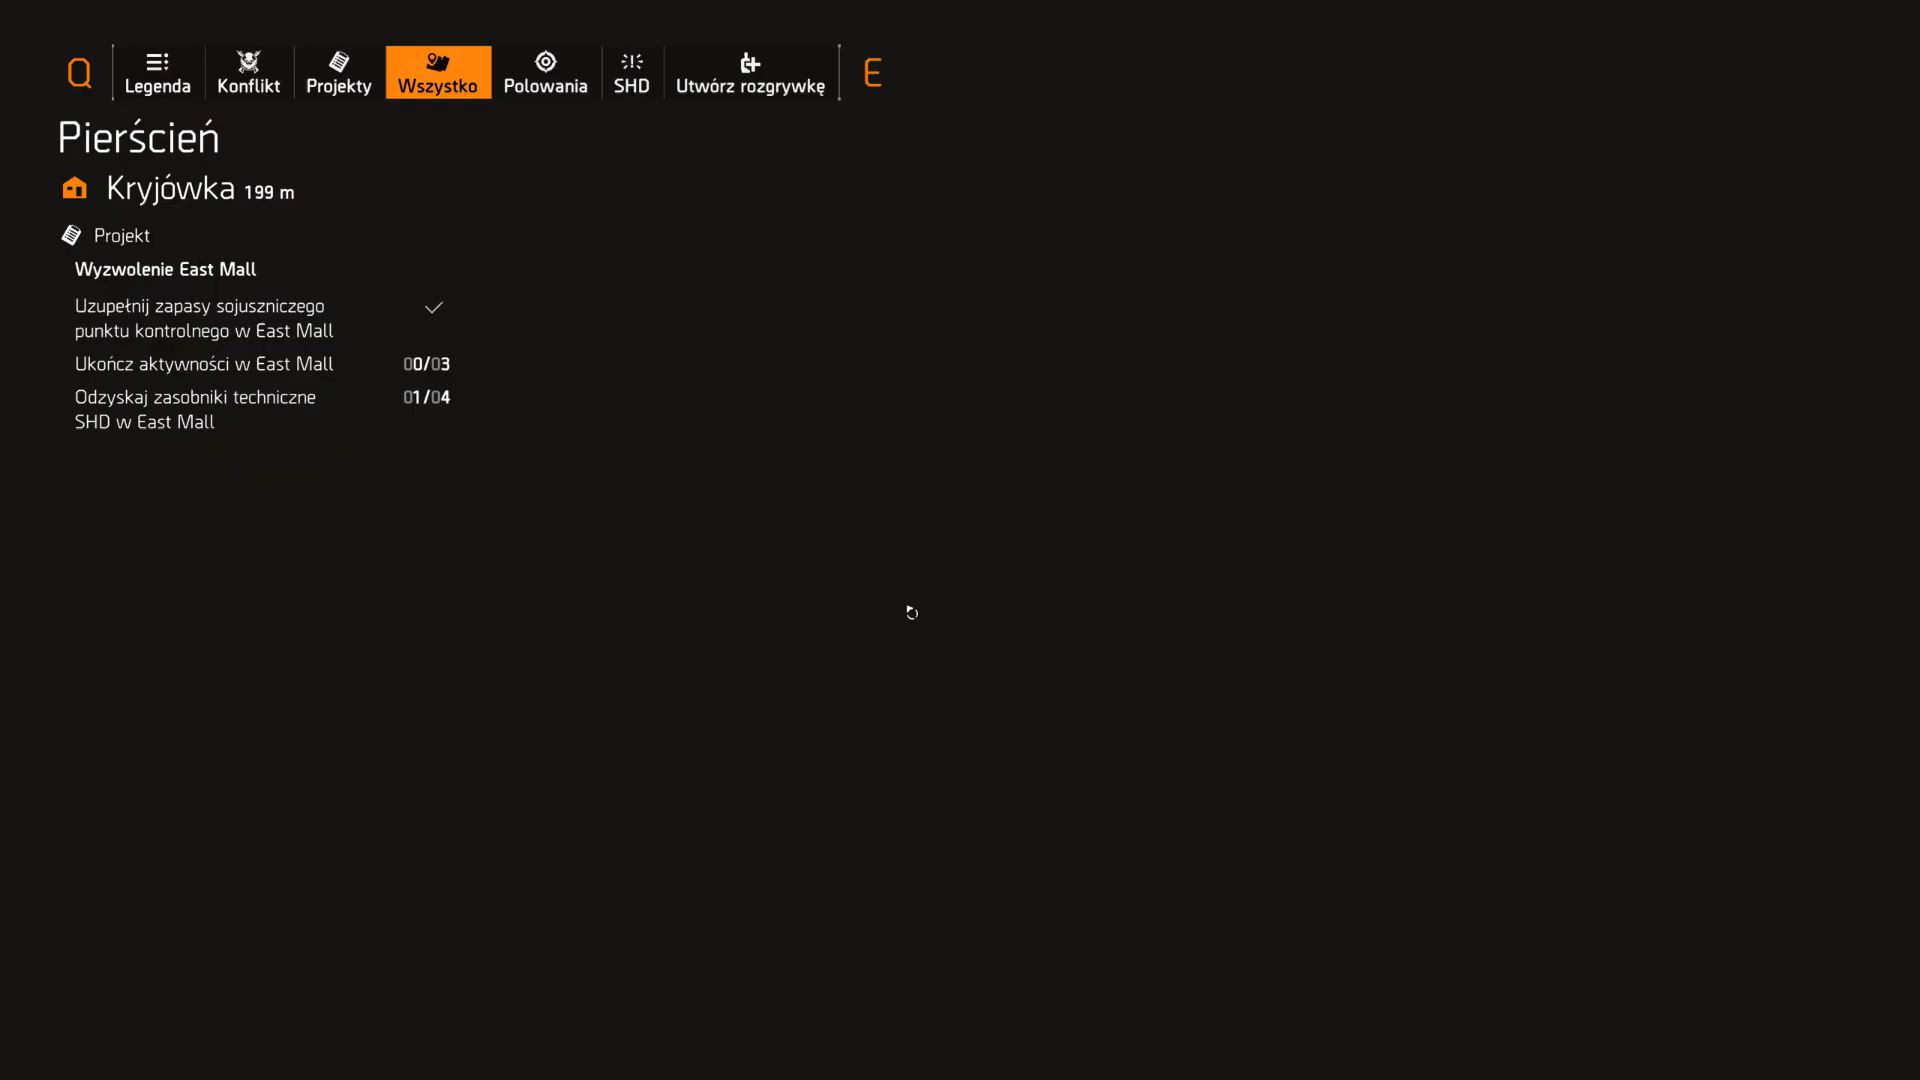 Q Legenda Konflikt Projekty Wszystko Polowania SHD Utwórz rozgrywkę E
Pierścień
Kryjówka 199 m
Projekt
Wyzwolenie East Mall
Uzupełnij zapasy sojuszniczego
punktu kontrolnego w East Mall
Ukończ aktywności w East Mall 00/03
Odzyskaj zasobniki techniczne 01/04
SHD w East Mall